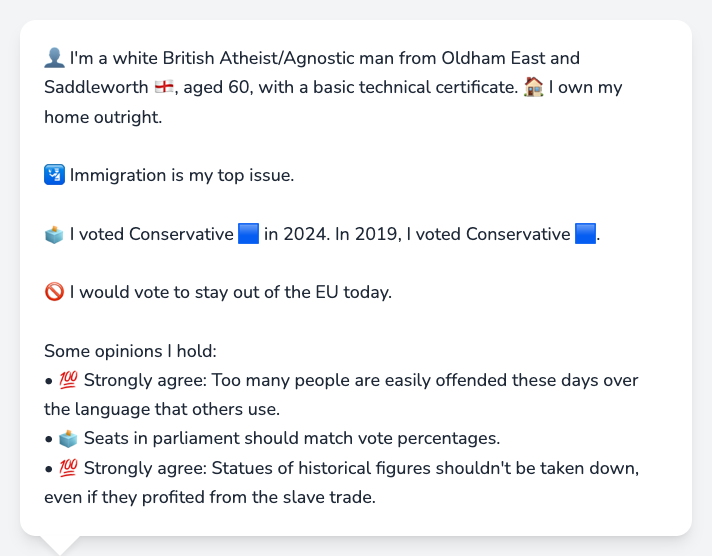 👤 I'm a white British Atheist/Agnostic man from Oldham East and
Saddleworth 🏴󠁧󠁢󠁥󠁮󠁧󠁿, aged 60, with a basic technical certificate. 🏠 I own my
home outright.
🛂 Immigration is my top issue.
🗳️ I voted Conservative 🟦 in 2024. In 2019, I voted Conservative 🟦.
🚫 I would vote to stay out of the EU today.
Some opinions I hold:
• 💯 Strongly agree: Too many people are easily offended these days over
the language that others use.
• 🗳️ Seats in parliament should match vote percentages.
• 💯 Strongly agree: Statues of historical figures shouldn't be taken down,
even if they profited from the slave trade.